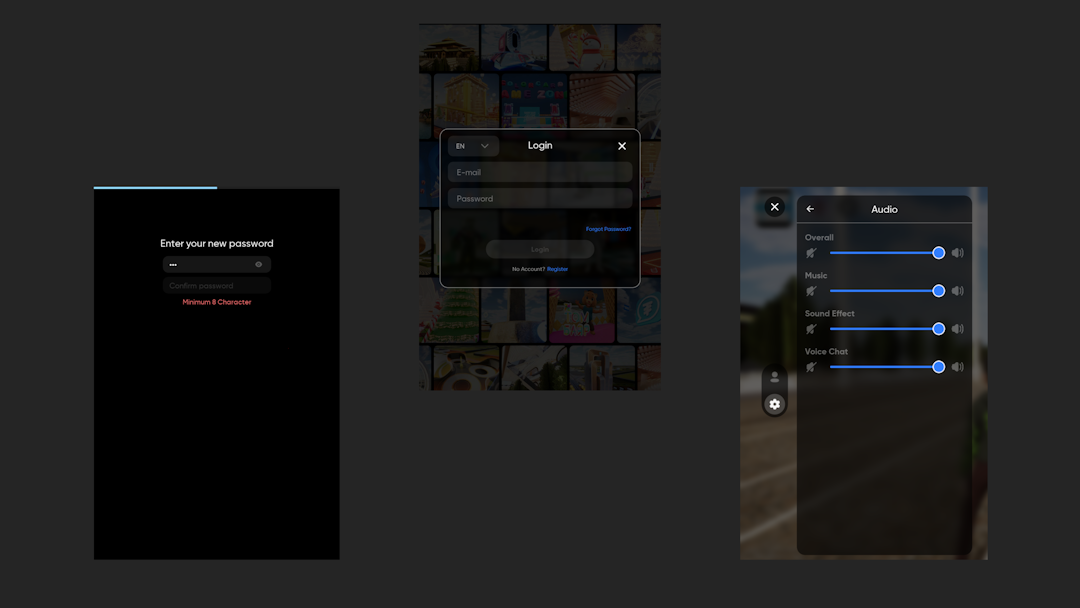 Enter your new password
•••
Confirm password
Minimum 8 Character
EN
Login
E-mail
Password
Forgot Password?
Login
No Account? Register
Audio
Overall
Music
Sound Effect
Voice Chat